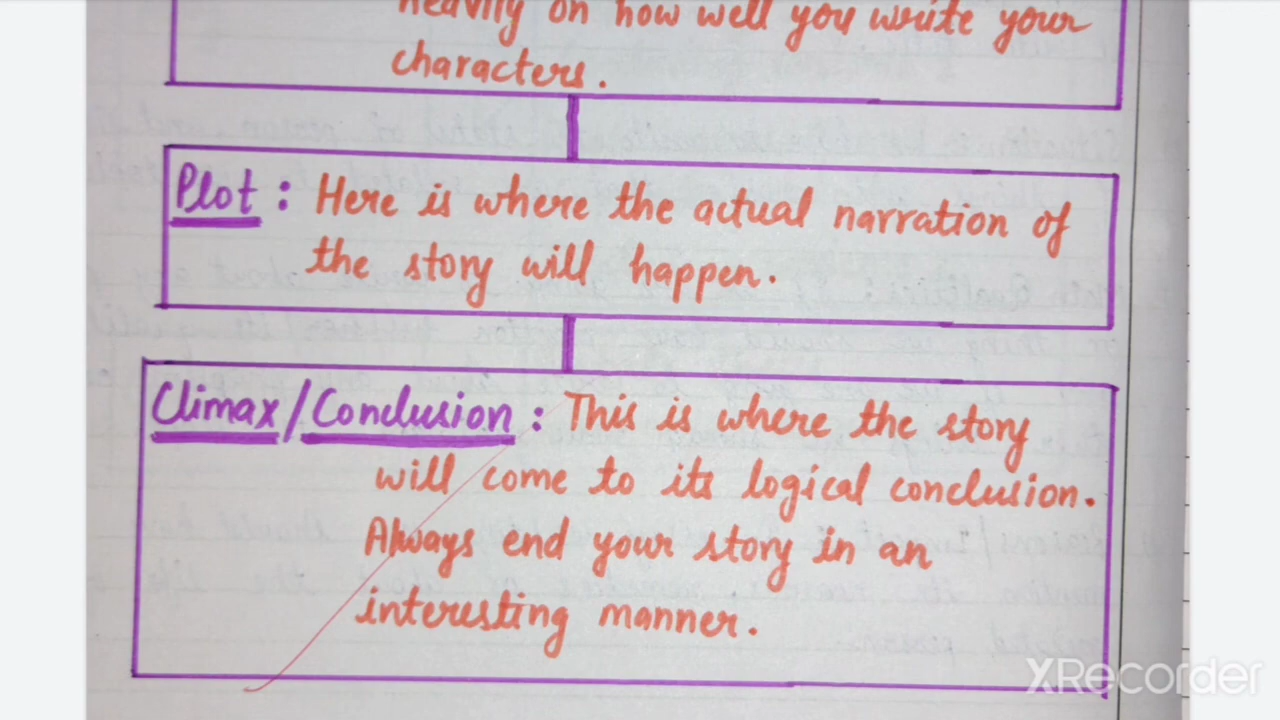 heavily on how well you write your
characters.
Plot : Here is where the actual narration of
the story will happen.
Climax/Conclusion : This is where the story
will come to its logical conclusion.
Always end your story in an
interesting manner.
XRecorder